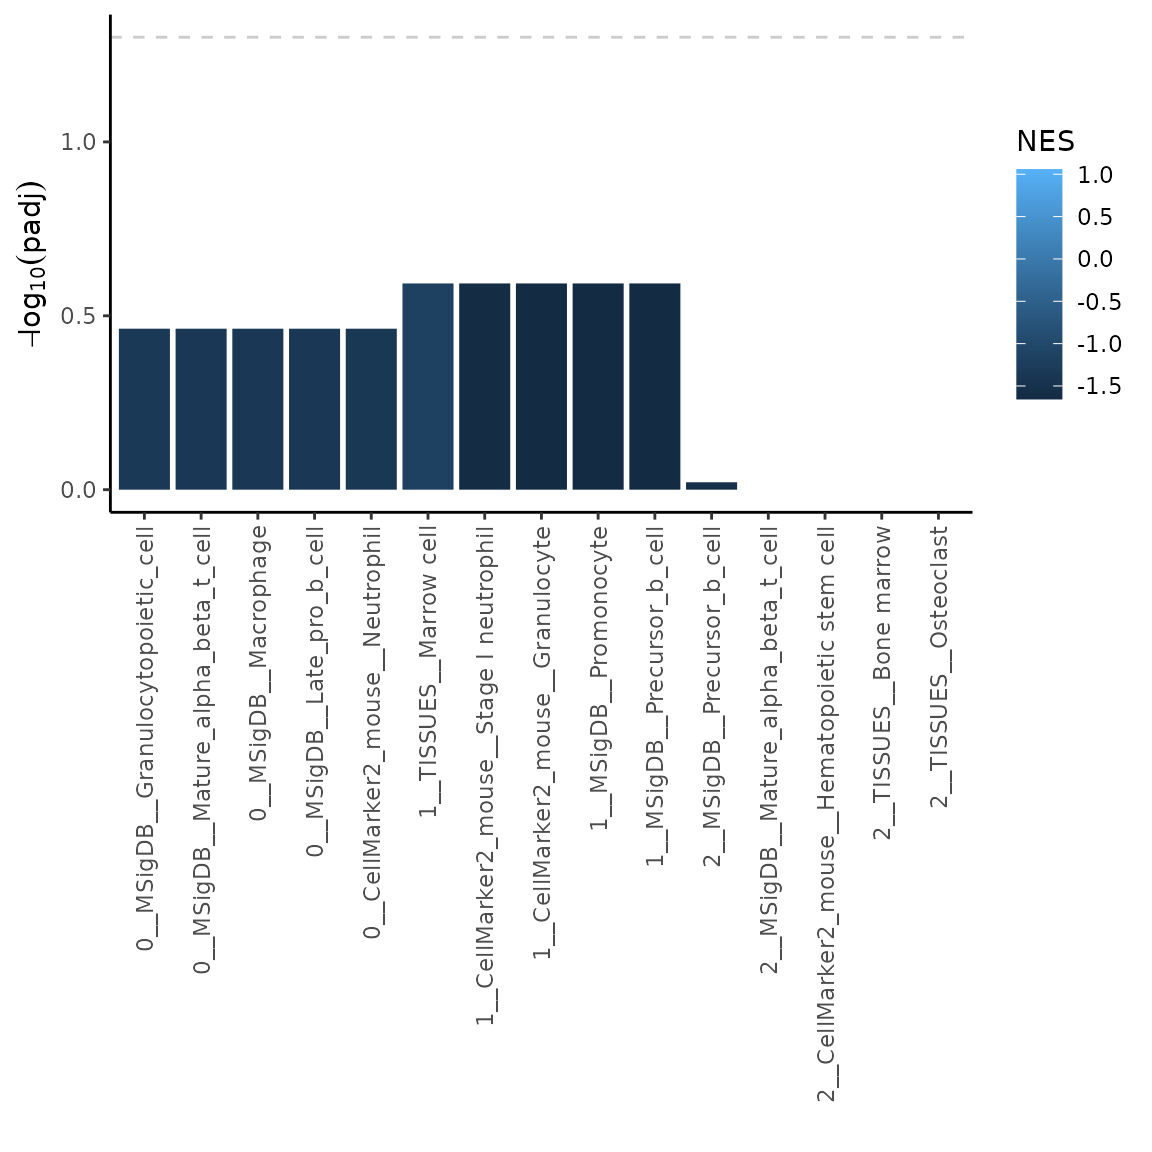 1.0
0.5
0.0
–log10(padj)
0__MSigDB__Granulocytopoietic_cell
0__MSigDB__Mature_alpha_beta_t_cell
0__MSigDB__Macrophage
0__MSigDB__Late_pro_b_cell
0__CellMarker2_mouse__Neutrophil
1__TISSUES__Marrow cell
1__CellMarker2_mouse__Stage I neutrophil
1__CellMarker2_mouse__Granulocyte
1__MSigDB__Promonocyte
1__MSigDB__Precursor_b_cell
2__MSigDB__Precursor_b_cell
2__MSigDB__Mature_alpha_beta_t_cell
2__CellMarker2_mouse__Hematopoietic stem cell
2__TISSUES__Bone marrow
2__TISSUES__Osteoclast
NES
1.0
0.5
0.0
-0.5
-1.0
-1.5